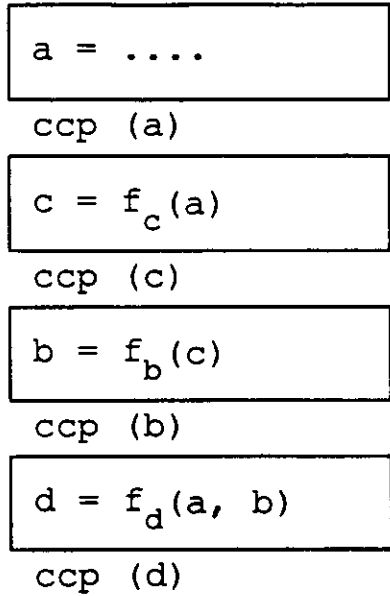 a = ....
ccp (a)
c = f_c(a)
ccp (c)
b = f_b(c)
ccp (b)
d = f_d(a, b)
ccp (d)